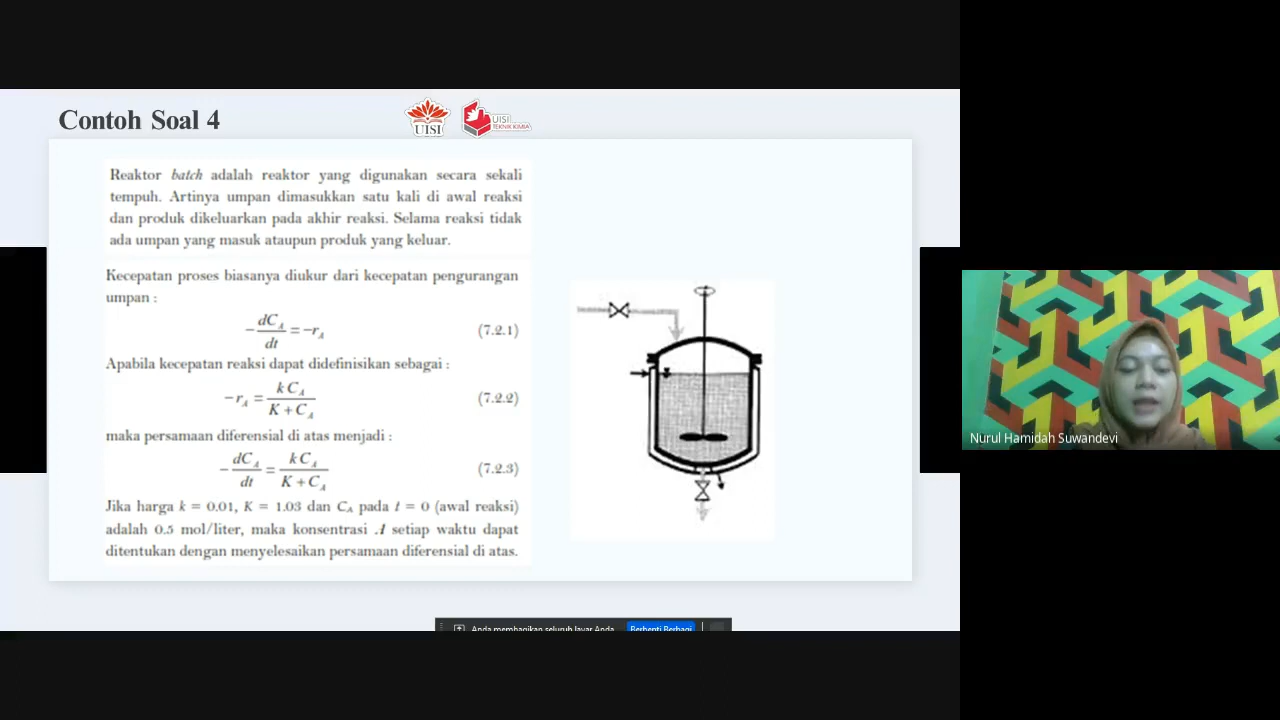 Contoh Soal 4
UISI
UISI
TEKNIK KIMIA
Reaktor batch adalah reaktor yang digunakan secara sekali
tempuh. Artinya umpan dimasukkan satu kali di awal reaksi
dan produk dikeluarkan pada akhir reaksi. Selama reaksi tidak
ada umpan yang masuk ataupun produk yang keluar.
Kecepatan proses biasanya diukur dari kecepatan pengurangan
umpan :
-dC_A/dt = -r_A (7.2.1)
Apabila kecepatan reaksi dapat didefinisikan sebagai :
-r_A = k C_A / K + C_A (7.2.2)
maka persamaan diferensial di atas menjadi :
-dC_A/dt = k C_A / K + C_A (7.2.3)
Jika harga k = 0.01, K = 1.03 dan C_A pada t = 0 (awal reaksi)
adalah 0.5 mol/liter, maka konsentrasi A setiap waktu dapat
ditentukan dengan menyelesaikan persamaan diferensial di atas.
Nurul Hamidah Suwandevi
Anda membagikan seluruh layar Anda. Berhenti Berbagi